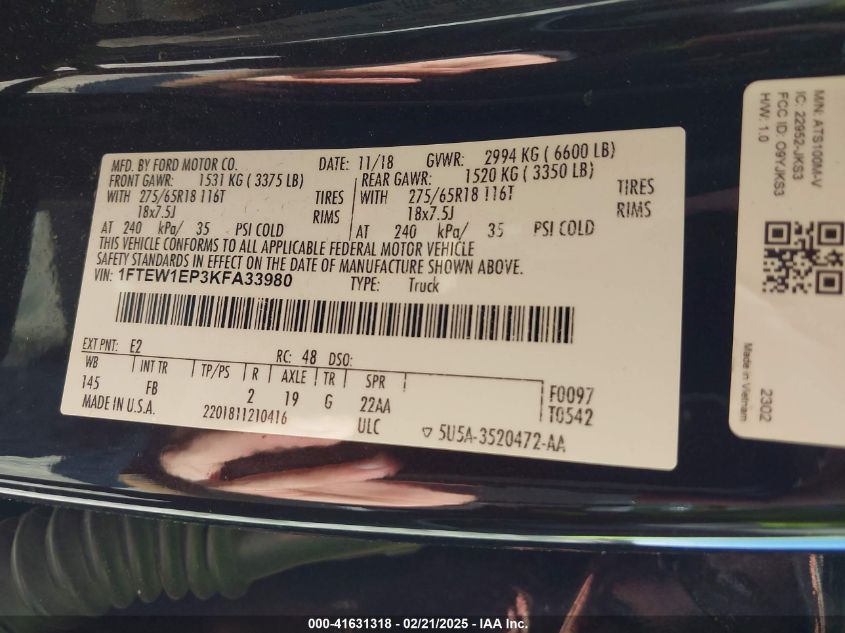 MFD. BY FORD MOTOR CO. DATE: 11/18 GVWR: 2994 KG ( 6600 LB)
FRONT GAWR: 1531 KG ( 3375 LB) REAR GAWR: 1520 KG ( 3350 LB)
WITH 275/65R18 116T TIRES WITH 275/65R18 116T TIRES
18x7.5J RIMS 18x7.5J RIMS
AT 240 kPa/ 35 PSI COLD AT 240 kPa/ 35 PSI COLD
THIS VEHICLE CONFORMS TO ALL APPLICABLE FEDERAL MOTOR VEHICLE
SAFETY STANDARDS IN EFFECT ON THE DATE OF MANUFACTURE SHOWN ABOVE.
VIN: 1FTEW1EP3KFA33980 TYPE: Truck
EXT PNT: E2 RC: 48 DSO:
WB INT TR TP/PS R AXLE TR SPR
145 FB 2 19 G 22AA F0097
MADE IN U.S.A. 2201811210416 ULC T0542
5U5A-3520472-AA
M/N: ATS100M-V
IC: 22952-JKS3
FCC ID: O9YJKS3
H/W: 1.0
Made in Vietnam
2302
000-41631318 - 02/21/2025 - IAA Inc.